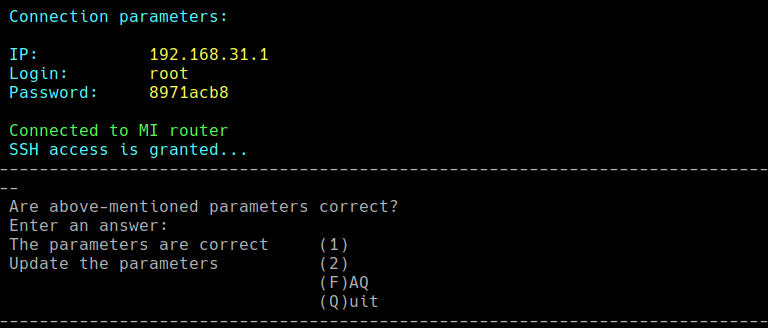 Connection parameters:
IP: 192.168.31.1
Login: root
Password: 8971acb8
Connected to MI router
SSH access is granted...
--------------------------------------------------------------------------------
--
Are above-mentioned parameters correct?
Enter an answer:
The parameters are correct (1)
Update the parameters (2)
(F)AQ
(Q)uit
--------------------------------------------------------------------------------